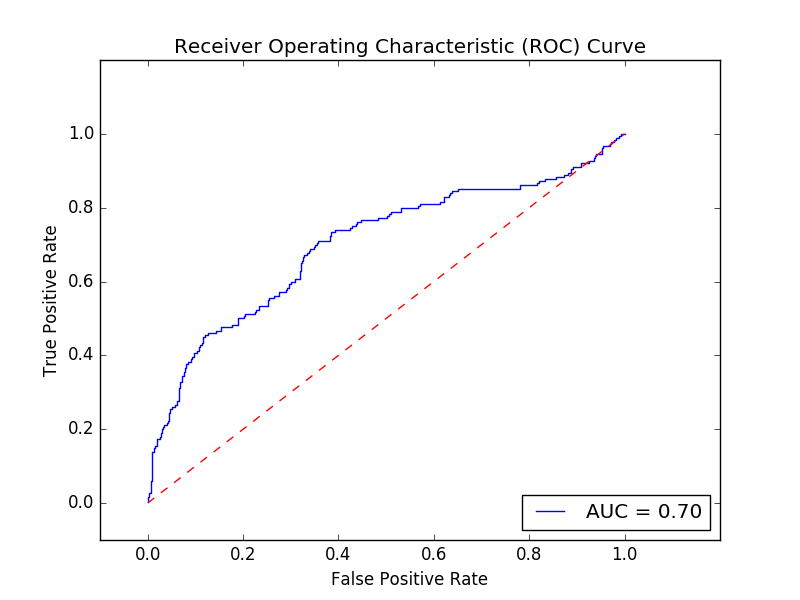 Receiver Operating Characteristic (ROC) Curve
True Positive Rate
1.0
0.8
0.6
0.4
0.2
0.0
AUC = 0.70
0.0 0.2 0.4 0.6 0.8 1.0
False Positive Rate